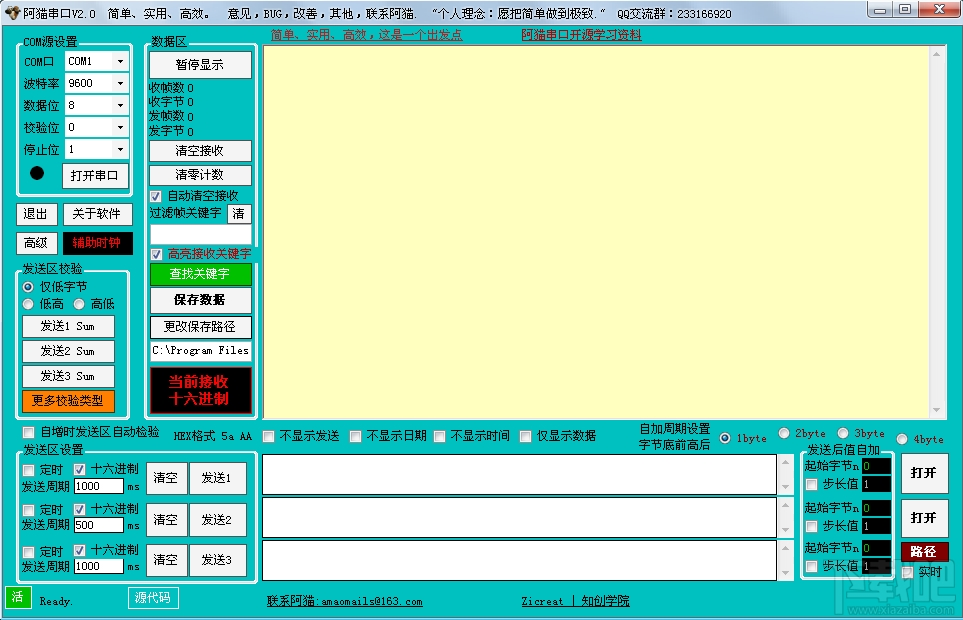 阿猫串口V2.0 简单、实用、高效。 意见,BUG,改善,其他,联系阿猫. “个人理念:愿把简单做到极致.” QQ交流群:233166920
简单、实用、高效,这是一个出发点
阿猫串口开源学习资料
COM源设置
COM口 COM1
波特率 9600
数据位 8
校验位 0
停止位 1
打开串口
退出 关于软件
高级 辅助时钟
发送区校验
仅低字节
低高 高低
发送1 Sum
发送2 Sum
发送3 Sum
更多校验类型
数据区
暂停显示
收帧数 0
收字节 0
发帧数 0
发字节 0
清空接收
清零计数
自动清空接收
过滤帧关键字 清
高亮接收关键字
查找关键字
保存数据
更改保存路径
C:\Program Files
当前接收
十六进制
自增时发送区自动检验 HEX格式 5a AA 不显示发送 不显示日期 不显示时间 仅显示数据
自加周期设置
字节底前高后
1byte 2byte 3byte 4byte
发送区设置
定时 十六进制
发送周期 1000 ms
清空 发送1
定时 十六进制
发送周期 500 ms
清空 发送2
定时 十六进制
发送周期 1000 ms
清空 发送3
发送后值自加
起始字节n 0
步长值 1
打开
起始字节n 0
步长值 1
打开
起始字节n 0
步长值 1
路径
实时
活 Ready. 源代码
联系阿猫:amaomails@163.com
Zicreat | 知创学院
下载吧
www.xiazaiba.com